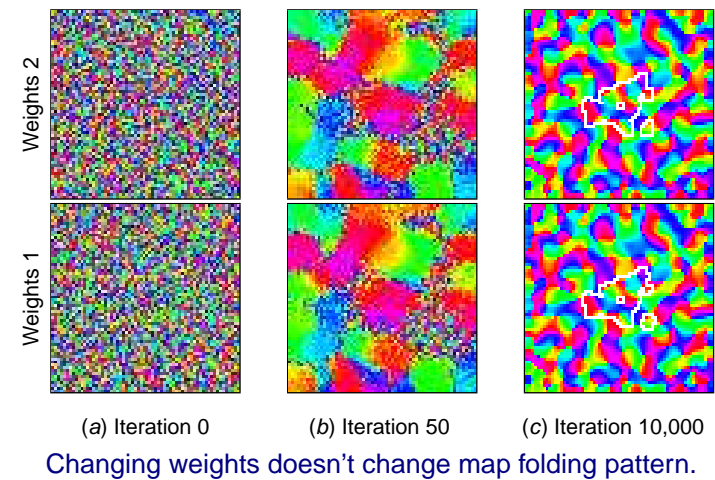 Weights 2
Weights 1
(a) Iteration 0
(b) Iteration 50
(c) Iteration 10,000
Changing weights doesn't change map folding pattern.